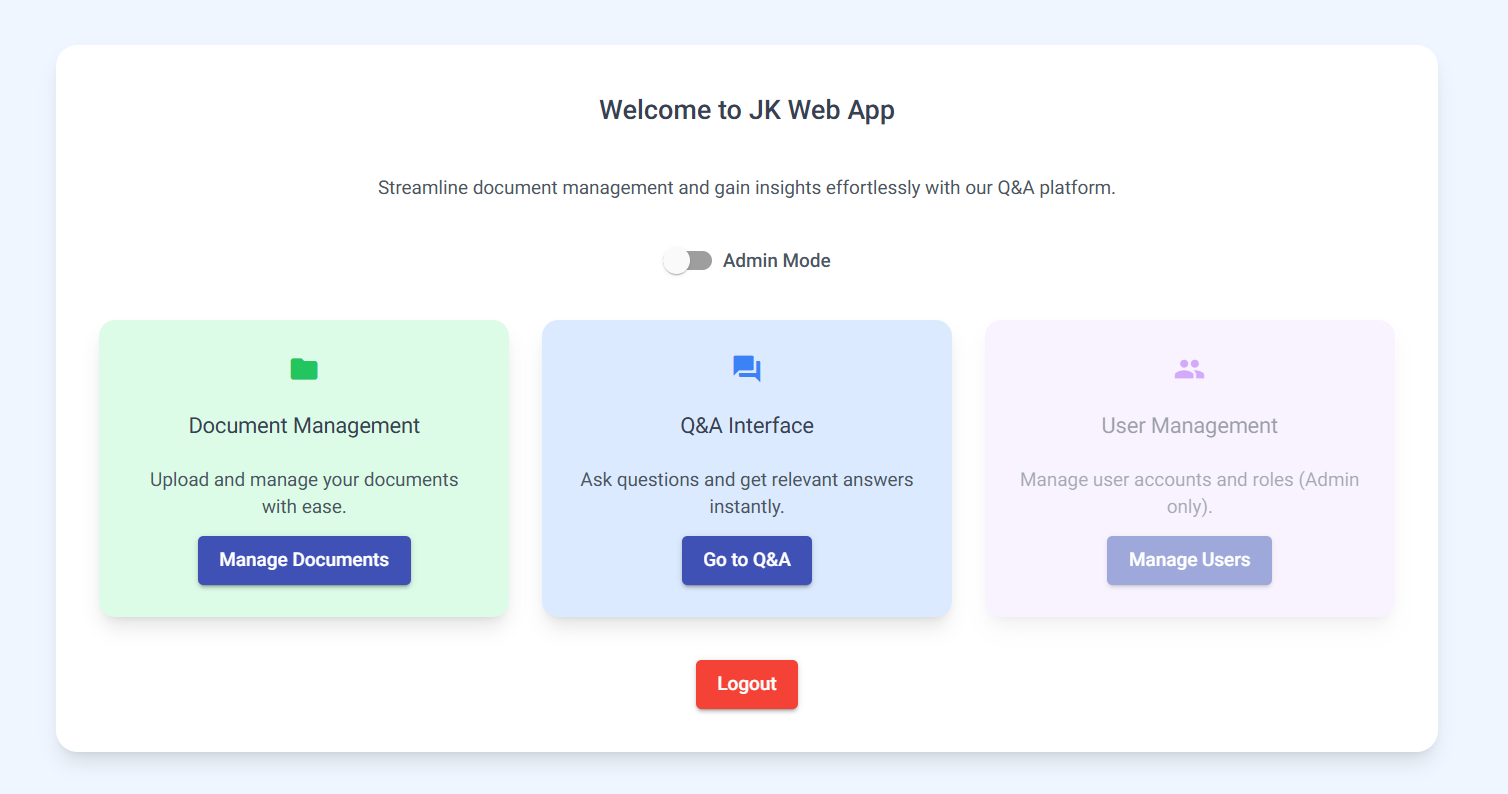 Welcome to JK Web App
Streamline document management and gain insights effortlessly with our Q&A platform.
Admin Mode
Document Management
Upload and manage your documents
with ease.
Manage Documents
Q&A Interface
Ask questions and get relevant answers
instantly.
Go to Q&A
User Management
Manage user accounts and roles (Admin
only).
Manage Users
Logout